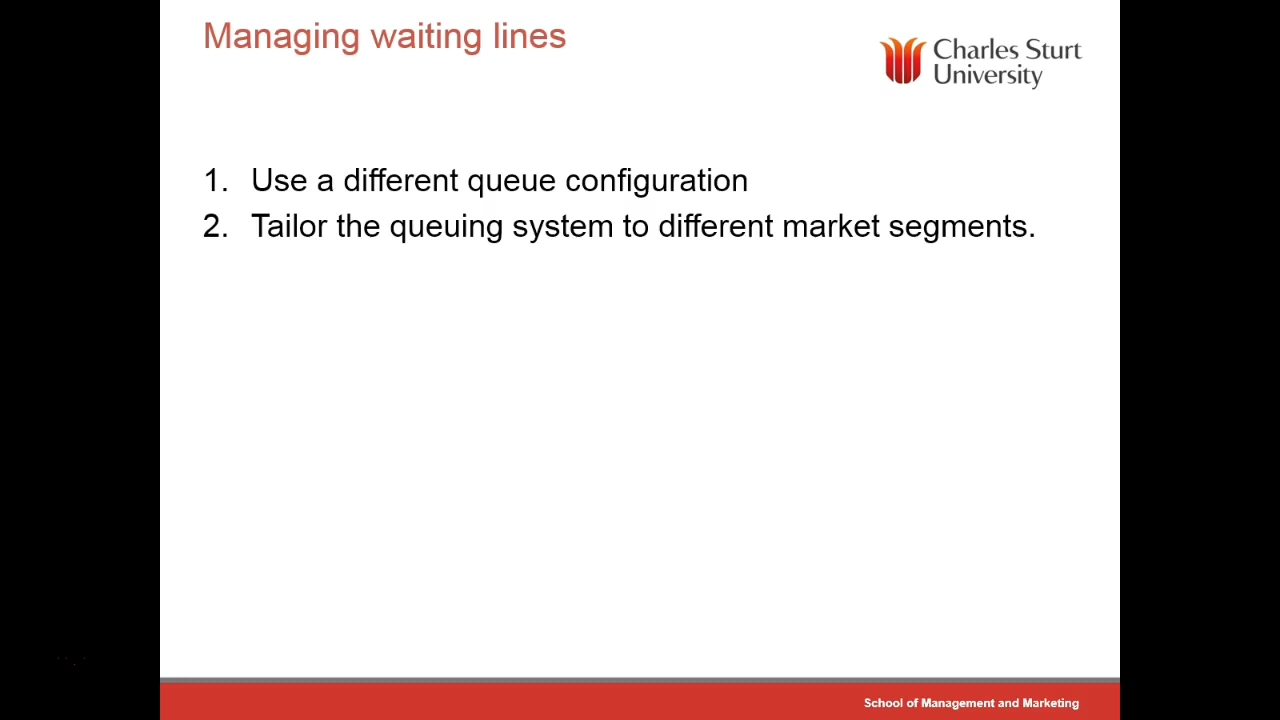 Managing waiting lines
Charles Sturt
University
1. Use a different queue configuration
2. Tailor the queuing system to different market segments.
School of Management and Marketing